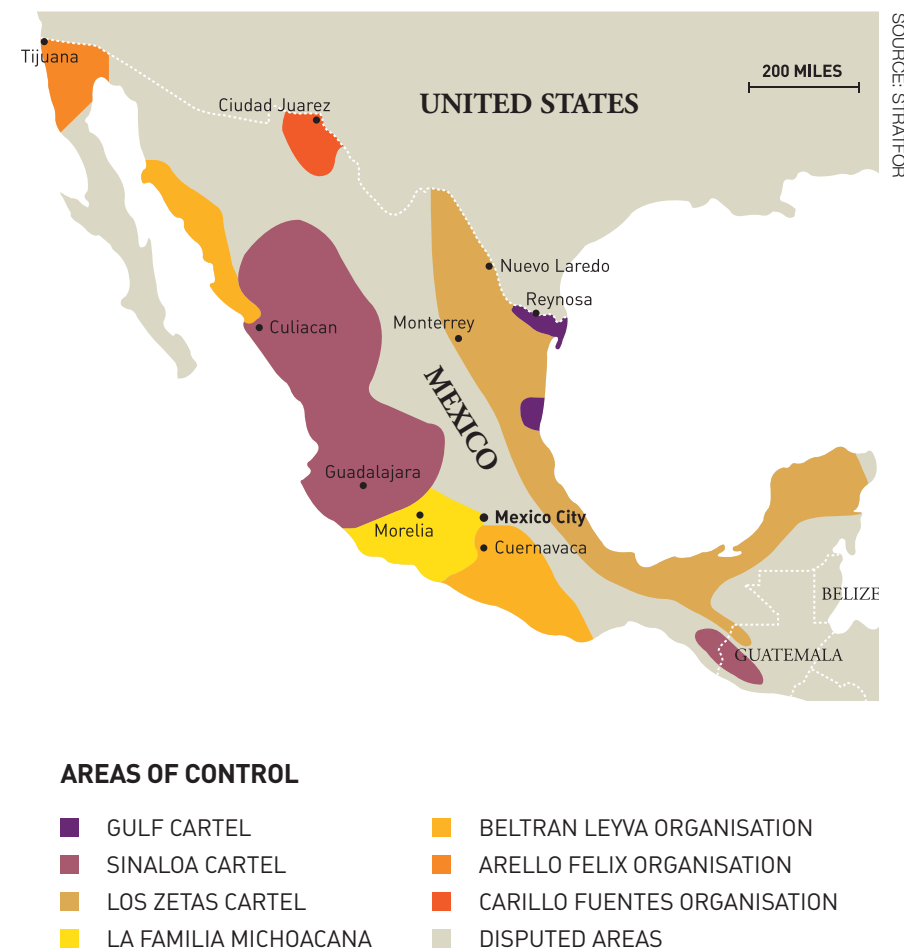 SOURCE: STRATFOR
Tijuana
200 MILES
Ciudad Juarez
UNITED STATES
Nuevo Laredo
Reynosa
Monterrey
Culiacan
MEXICO
Guadalajara
Mexico City
Morelia
Cuernavaca
BELIZE
GUATEMALA
AREAS OF CONTROL
GULF CARTEL
SINALOA CARTEL
LOS ZETAS CARTEL
LA FAMILIA MICHOACANA
BELTRAN LEYVA ORGANISATION
ARELLO FELIX ORGANISATION
CARILLO FUENTES ORGANISATION
DISPUTED AREAS